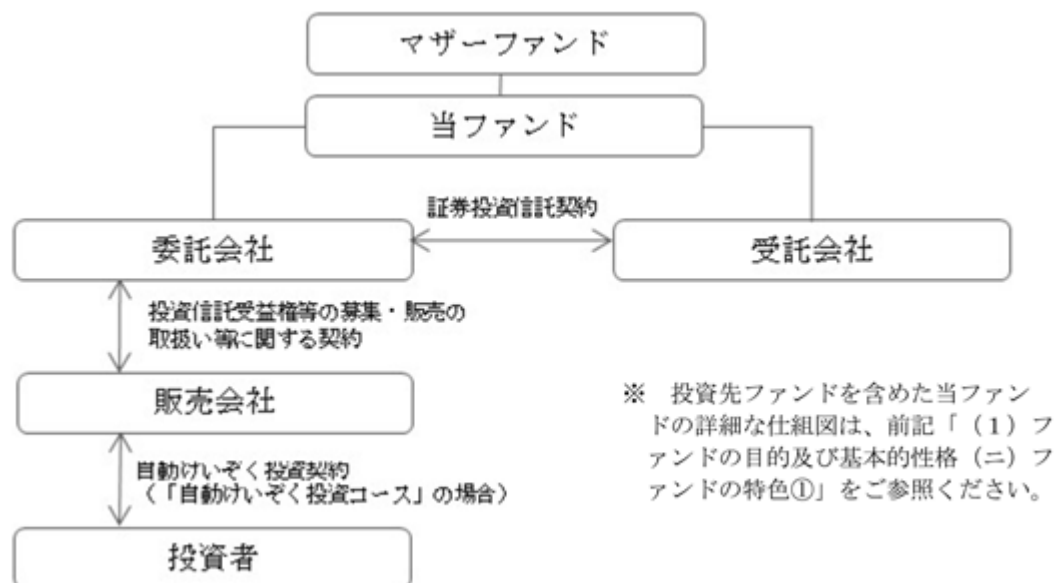 マザーファンド
当ファンド
証券投資信託契約
委託会社
受託会社
投資信託受益権等の募集・販売の
取扱い等に関する契約
販売会社
※　投資先ファンドを含めた当ファン
ドの詳細な仕組図は、前記「（１）フ
ァンドの目的及び基本的性格（ニ）フ
ァンドの特色①」をご参照ください。
自動けいぞく投資契約
（「自動けいぞく投資コース」の場合）
投資者